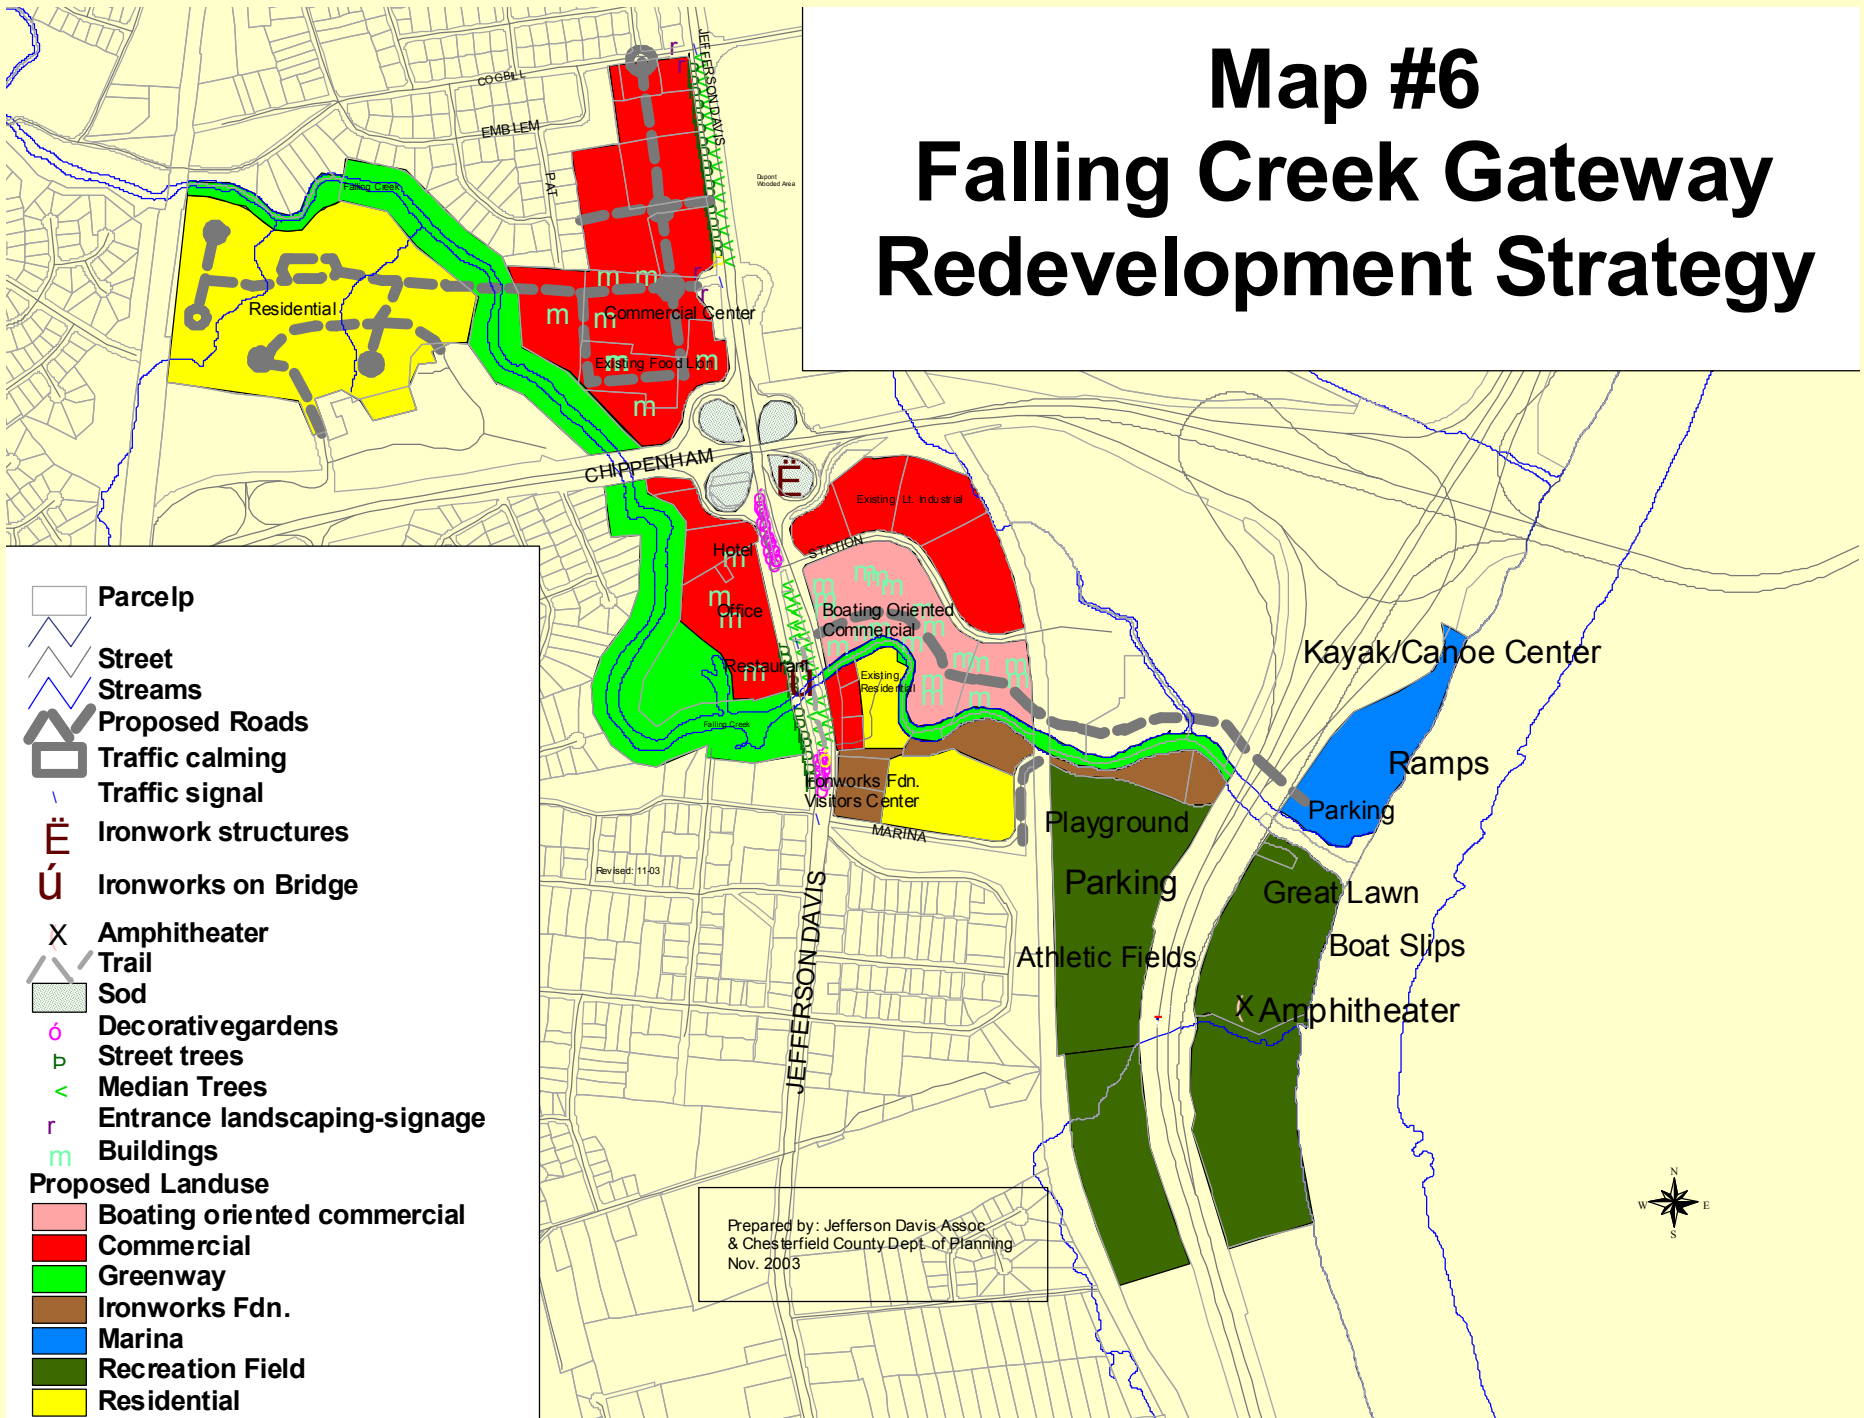 Map #6
Falling Creek Gateway
Redevelopment Strategy
COGBILL
EMBLEM
PAT
JEFFERSON DAVIS
r
r
Dupont
Wooded Area
Falling Creek
Residential
Commercial Center
Existing Food Lion
CHIPPENHAM
Ë
Existing Lt. Industrial
STATION
Hotel
Office
Restaurant
Boating Oriented
Commercial
Existing
Residential
Falling Creek
Ironworks Fdn.
Visitors Center
MARINA
Revised: 11-03
JEFFERSON DAVIS
Kayak/Canoe Center
Ramps
Parking
Playground
Parking
Athletic Fields
Great Lawn
Boat Slips
X Amphitheater
N
W E
S
Prepared by: Jefferson Davis Assoc.
& Chesterfield County Dept. of Planning
Nov. 2003
Parcelp
Street
Streams
Proposed Roads
Traffic calming
\ Traffic signal
Ë Ironwork structures
ú Ironworks on Bridge
X Amphitheater
Trail
Sod
ó Decorativegardens
Þ Street trees
< Median Trees
r Entrance landscaping-signage
m Buildings
Proposed Landuse
Boating oriented commercial
Commercial
Greenway
Ironworks Fdn.
Marina
Recreation Field
Residential